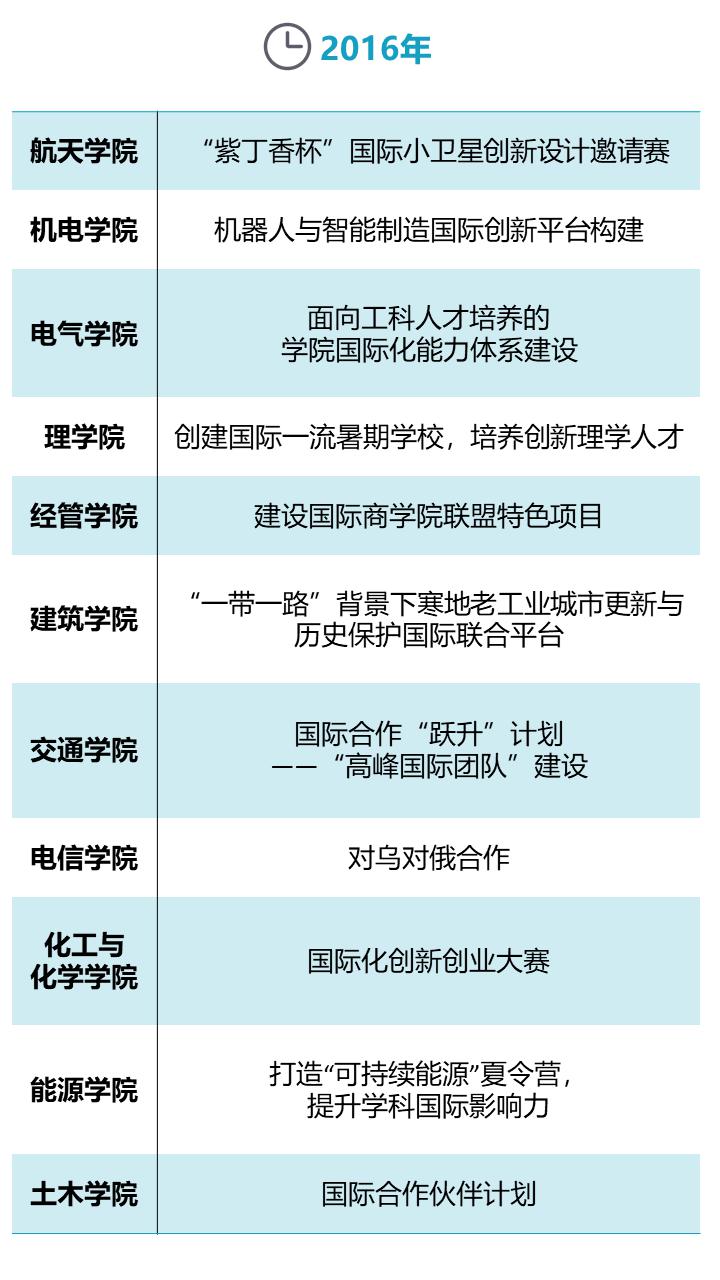 2016年
航天学院
“紫丁香杯”国际小卫星创新设计邀请赛
机电学院
机器人与智能制造国际创新平台构建
电气学院
面向工科人才培养的
学院国际化能力体系建设
理学院
创建国际一流暑期学校，培养创新理学人才
经管学院
建设国际商学院联盟特色项目
建筑学院
“一带一路”背景下寒地老工业城市更新与
历史保护国际联合平台
交通学院
国际合作“跃升”计划
——“高峰国际团队”建设
电信学院
对乌对俄合作
化工与
化学学院
国际化创新创业大赛
能源学院
打造“可持续能源”夏令营，
提升学科国际影响力
土木学院
国际合作伙伴计划